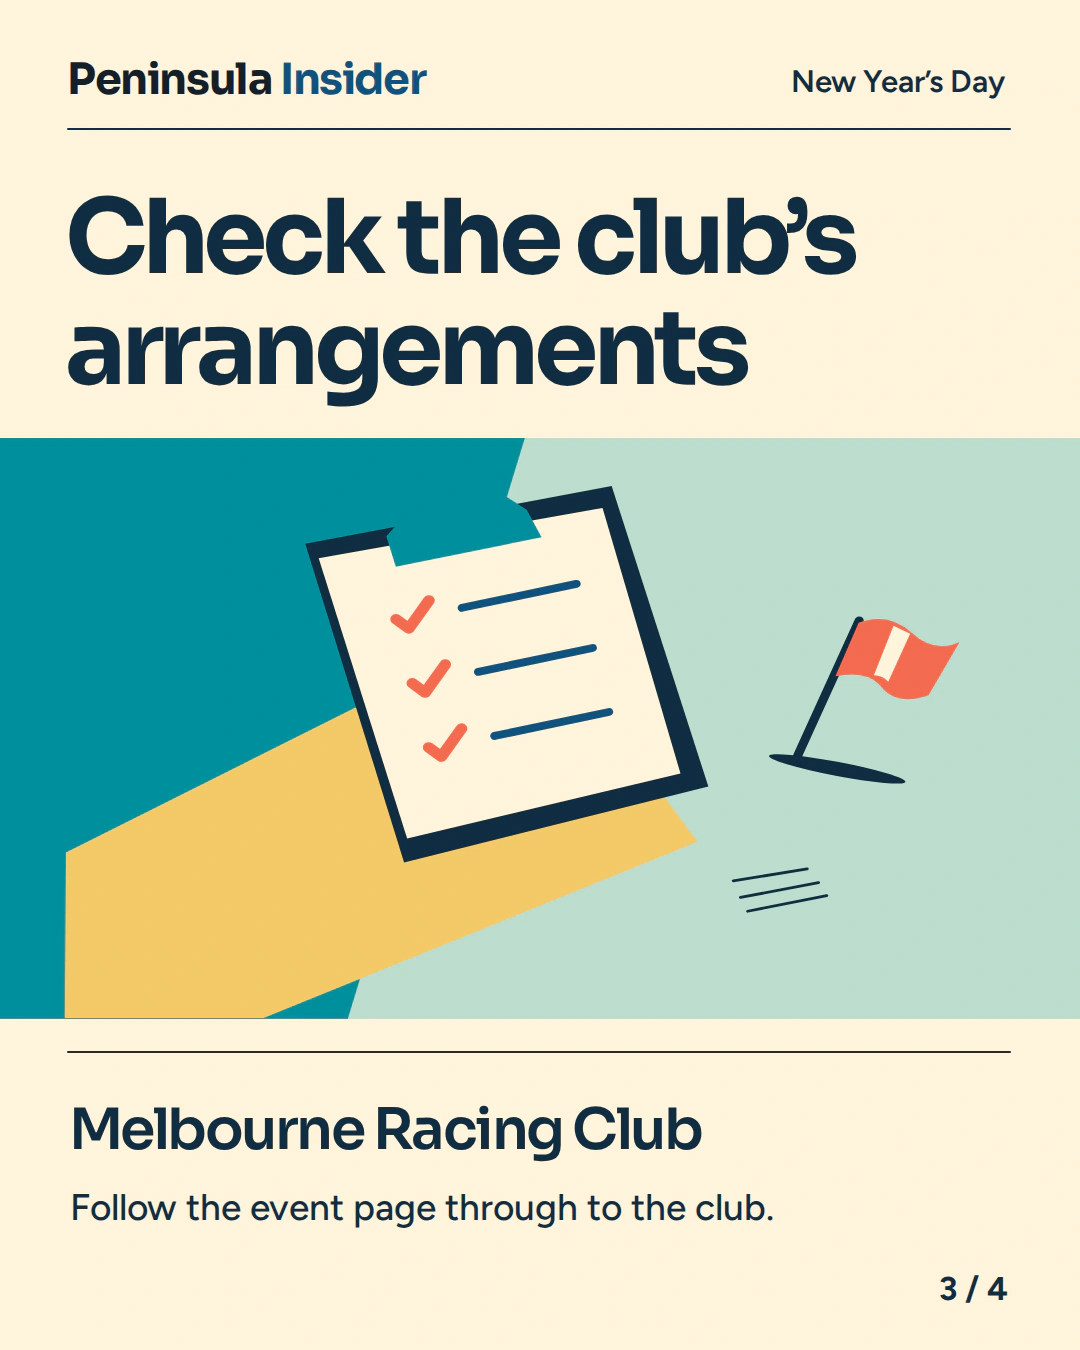 Peninsula Insider
New Year’s Day
Check the club’s
arrangements
Melbourne Racing Club
Follow the event page through to the club.
3 / 4